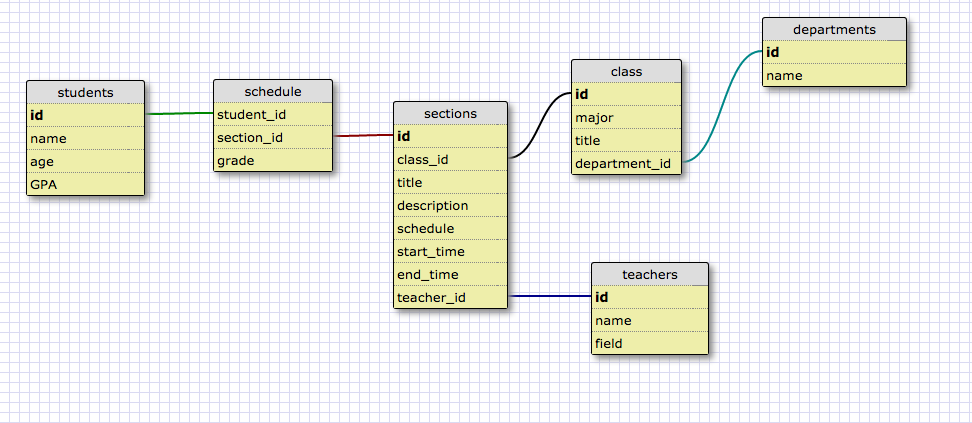 students
id
name
age
GPA
schedule
student_id
section_id
grade
sections
id
class_id
title
description
schedule
start_time
end_time
teacher_id
class
id
major
title
department_id
departments
id
name
teachers
id
name
field